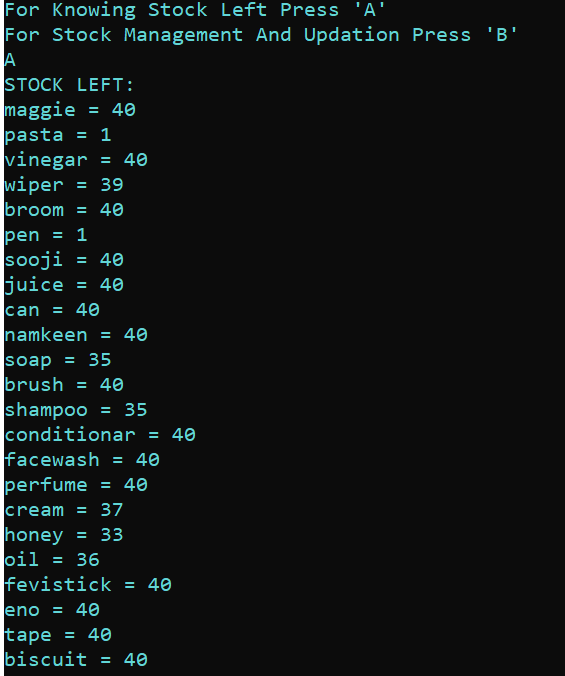 For Knowing Stock Left Press 'A'
For Stock Management And Updation Press 'B'
A
STOCK LEFT:
maggie = 40
pasta = 1
vinegar = 40
wiper = 39
broom = 40
pen = 1
sooji = 40
juice = 40
can = 40
namkeen = 40
soap = 35
brush = 40
shampoo = 35
conditionar = 40
facewash = 40
perfume = 40
cream = 37
honey = 33
oil = 36
fevistick = 40
eno = 40
tape = 40
biscuit = 40